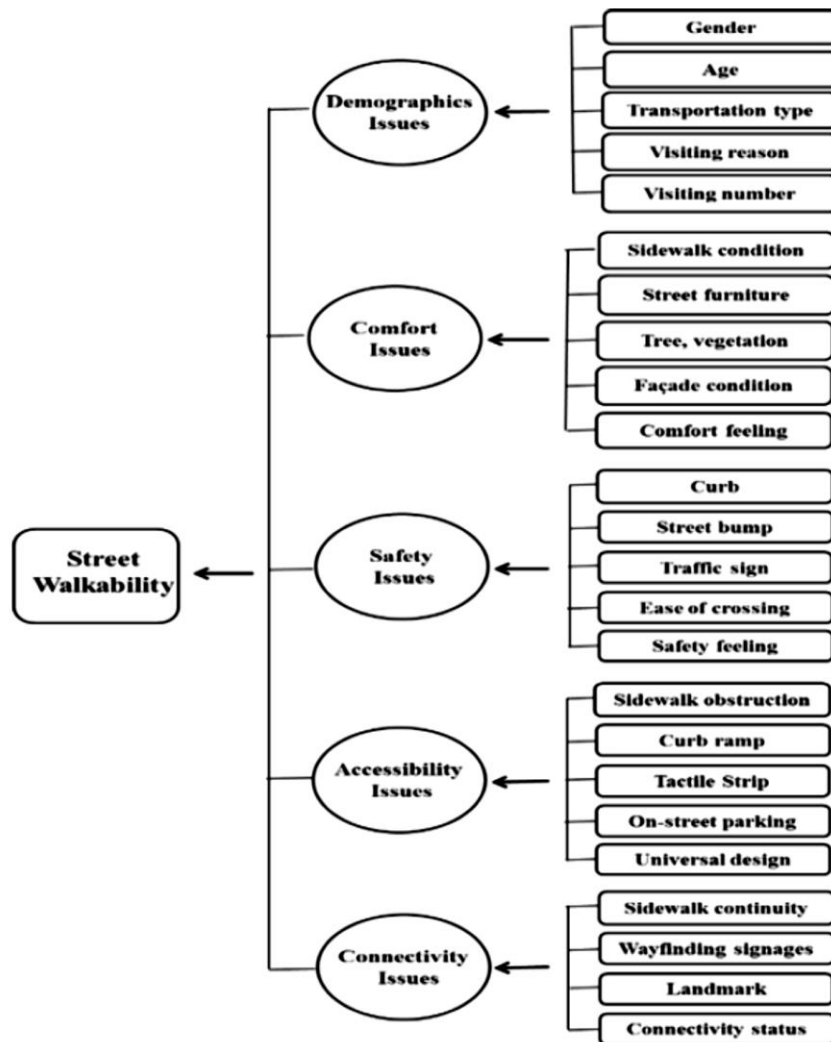 Street
Walkability
Demographics
Issues
Gender
Age
Transportation type
Visiting reason
Visiting number
Comfort
Issues
Sidewalk condition
Street furniture
Tree, vegetation
Façade condition
Comfort feeling
Safety
Issues
Curb
Street bump
Traffic sign
Ease of crossing
Safety feeling
Accessibility
Issues
Sidewalk obstruction
Curb ramp
Tactile Strip
On-street parking
Universal design
Connectivity
Issues
Sidewalk continuity
Wayfinding signages
Landmark
Connectivity status